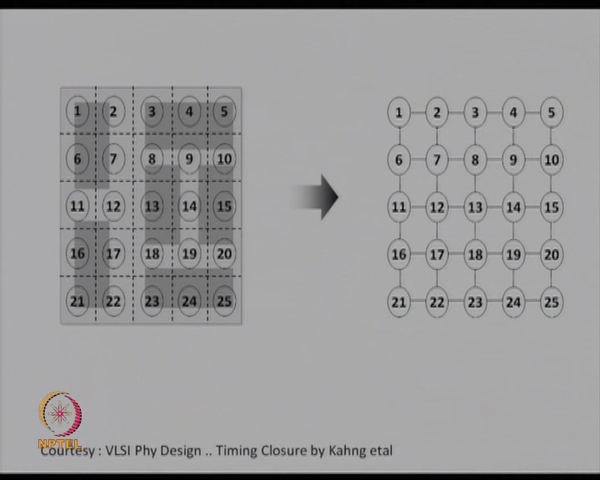 1 2 3 4 5 1 2 3 4 5
6 7 8 9 10 6 7 8 9 10
11 12 13 14 15 11 12 13 14 15
16 17 18 19 20 16 17 18 19 20
21 22 23 24 25 21 22 23 24 25
NPTEL
Courtesy : VLSI Phy Design .. Timing Closure by Kahng etal